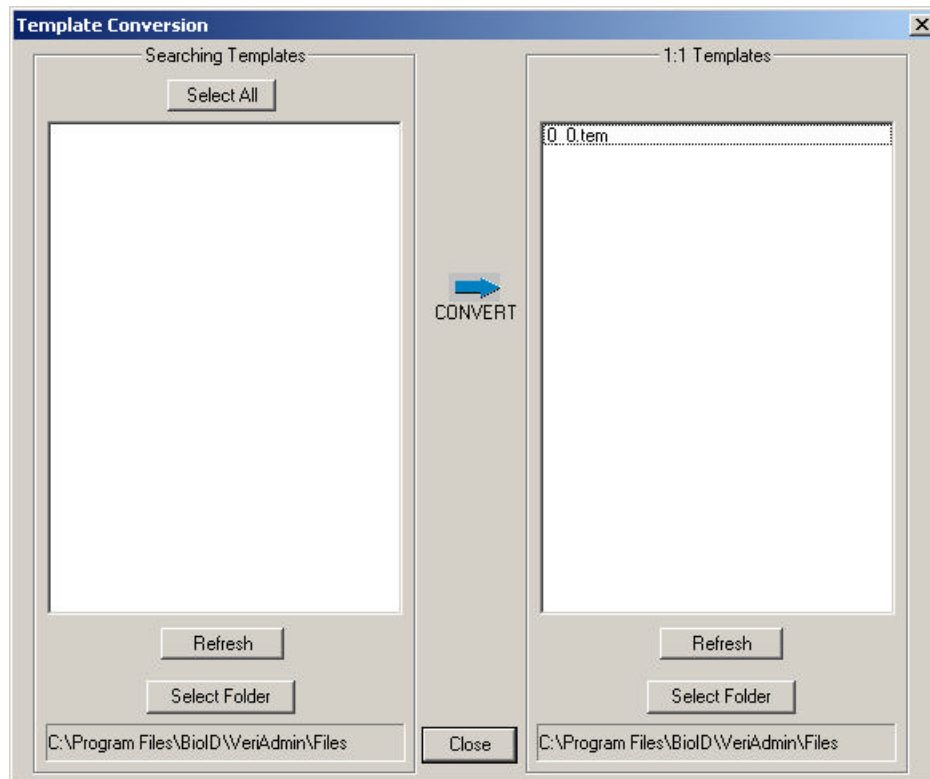 Template Conversion
Searching Templates
Select All
Refresh
Select Folder
C:\Program Files\BioID\VeriAdmin\Files
CONVERT
Close
1:1 Templates
0_0.tem
Refresh
Select Folder
C:\Program Files\BioID\VeriAdmin\Files